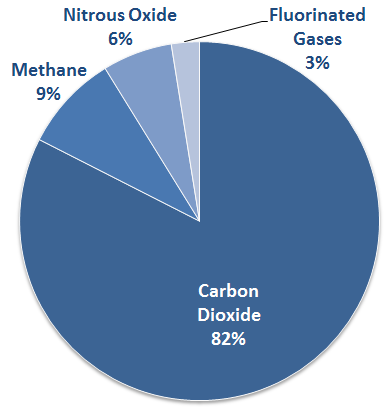 Nitrous Oxide
6%
Fluorinated
Gases
3%
Methane
9%
Carbon
Dioxide
82%